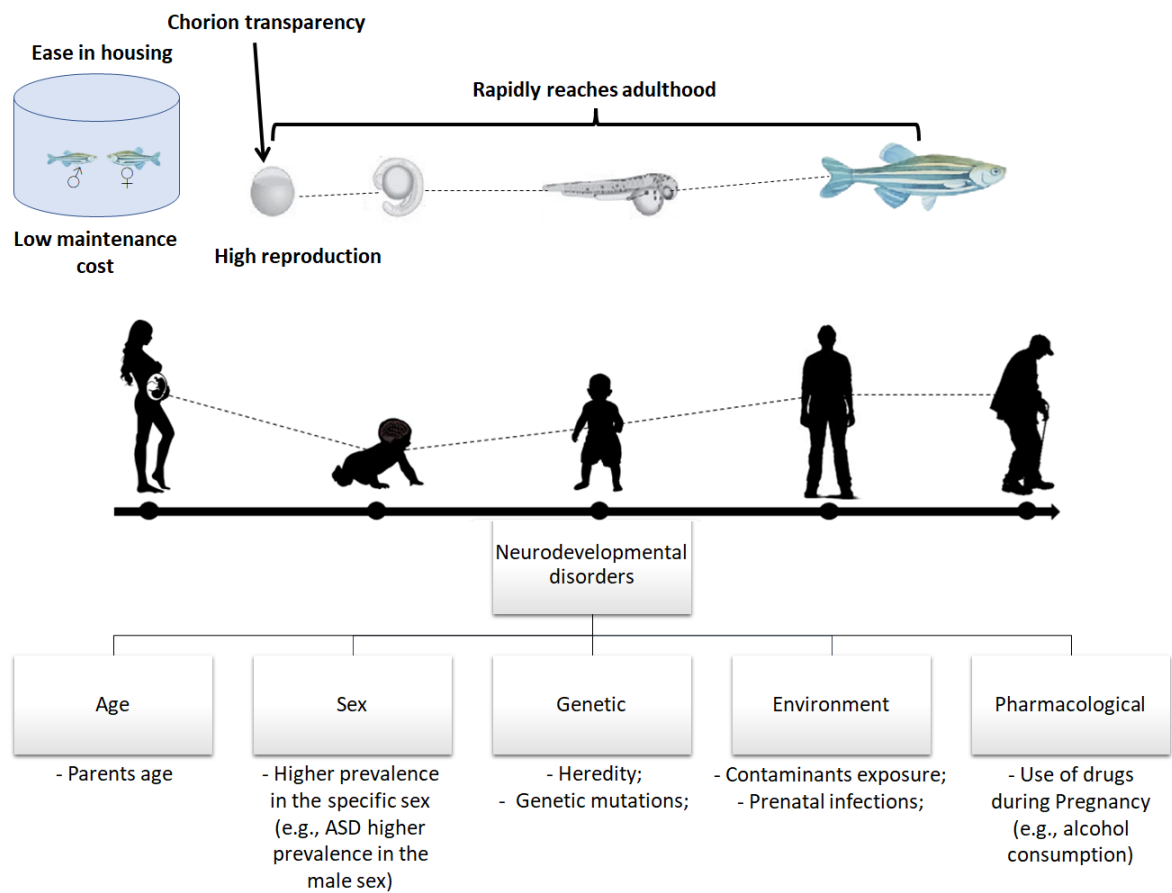 Chorion transparency
Ease in housing
Rapidly reaches adulthood
♂ ♀
Low maintenance
cost
High reproduction
Neurodevelopmental
disorders
Age
Sex
Genetic
Environment
Pharmacological
- Parents age
- Higher prevalence
in the specific sex
(e.g., ASD higher
prevalence in the
male sex)
- Heredity;
- Genetic mutations;
- Contaminants exposure;
- Prenatal infections;
- Use of drugs
during Pregnancy
(e.g., alcohol
consumption)